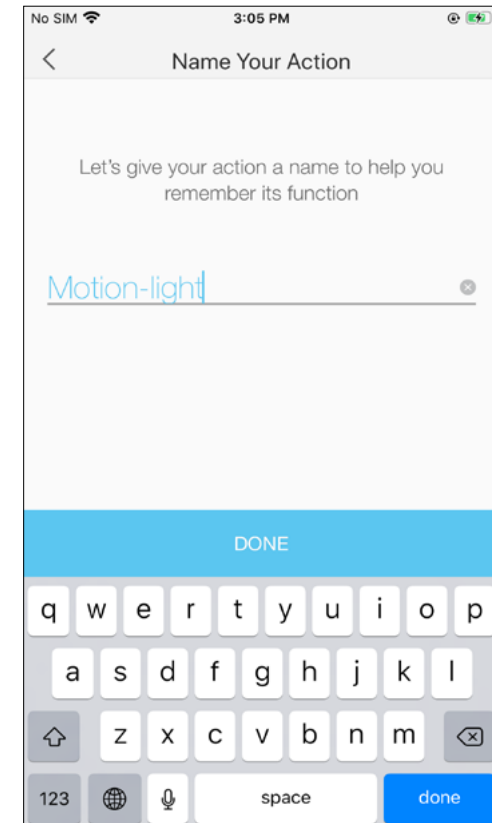 No SIM 3:05 PM
Name Your Action
Let's give your action a name to help you
remember its function
Motion-light
DONE
q w e r t y u i o p
a s d f g h j k l
z x c v b n m
123 space done